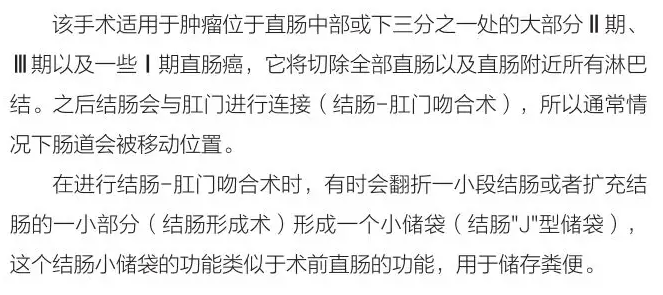 该手术适用于肿瘤位于直肠中部或下三分之一处的大部分Ⅱ期、
Ⅲ期以及一些Ⅰ期直肠癌，它将切除全部直肠以及直肠附近所有淋巴
结。之后结肠会与肛门进行连接（结肠-肛门吻合术），所以通常情
况下肠道会被移动位置。
在进行结肠-肛门吻合术时，有时会翻折一小段结肠或者扩充结
肠的一小部分（结肠形成术）形成一个小储袋（结肠"J"型储袋），
这个结肠小储袋的功能类似于术前直肠的功能，用于储存粪便。